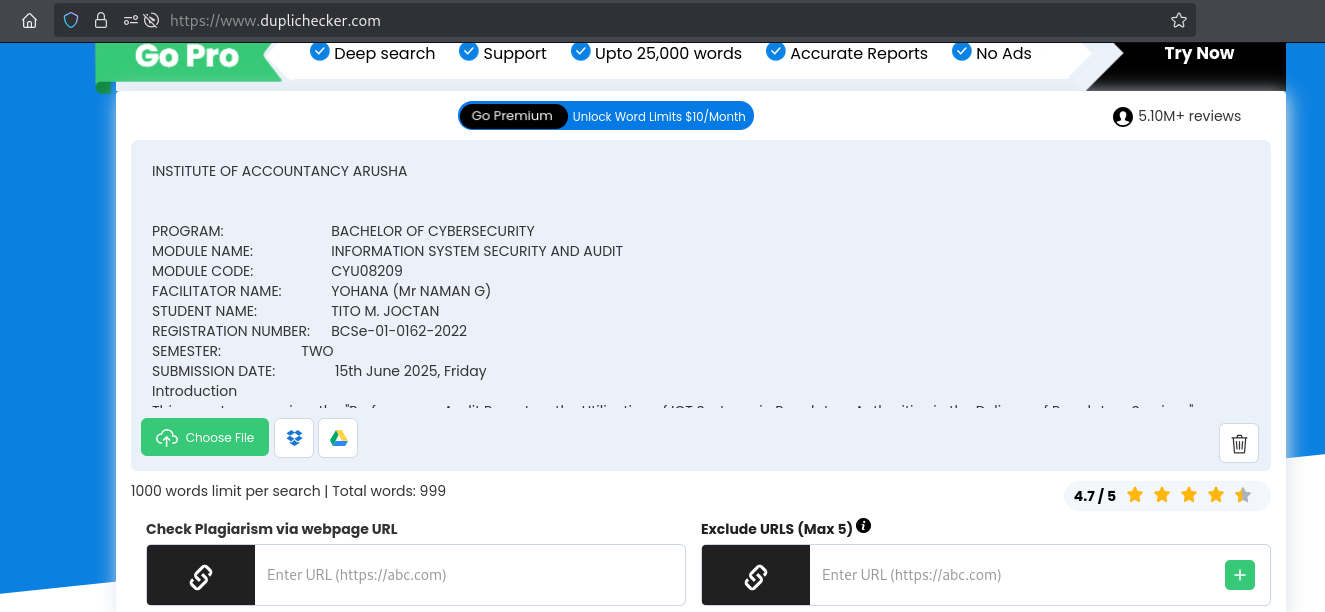 https://www.duplichecker.com
Go Pro
Deep search
Support
Upto 25,000 words
Accurate Reports
No Ads
Try Now
Go Premium Unlock Word Limits $10/Month
5.10M+ reviews
INSTITUTE OF ACCOUNTANCY ARUSHA
PROGRAM: BACHELOR OF CYBERSECURITY
MODULE NAME: INFORMATION SYSTEM SECURITY AND AUDIT
MODULE CODE: CYU08209
FACILITATOR NAME: YOHANA (Mr NAMAN G)
STUDENT NAME: TITO M. JOCTAN
REGISTRATION NUMBER: BCSe-01-0162-2022
SEMESTER: TWO
SUBMISSION DATE: 15th June 2025, Friday
Introduction
Choose File
1000 words limit per search | Total words: 999
4.7 / 5
Check Plagiarism via webpage URL
Exclude URLS (Max 5)
Enter URL (https://abc.com)
Enter URL (https://abc.com)